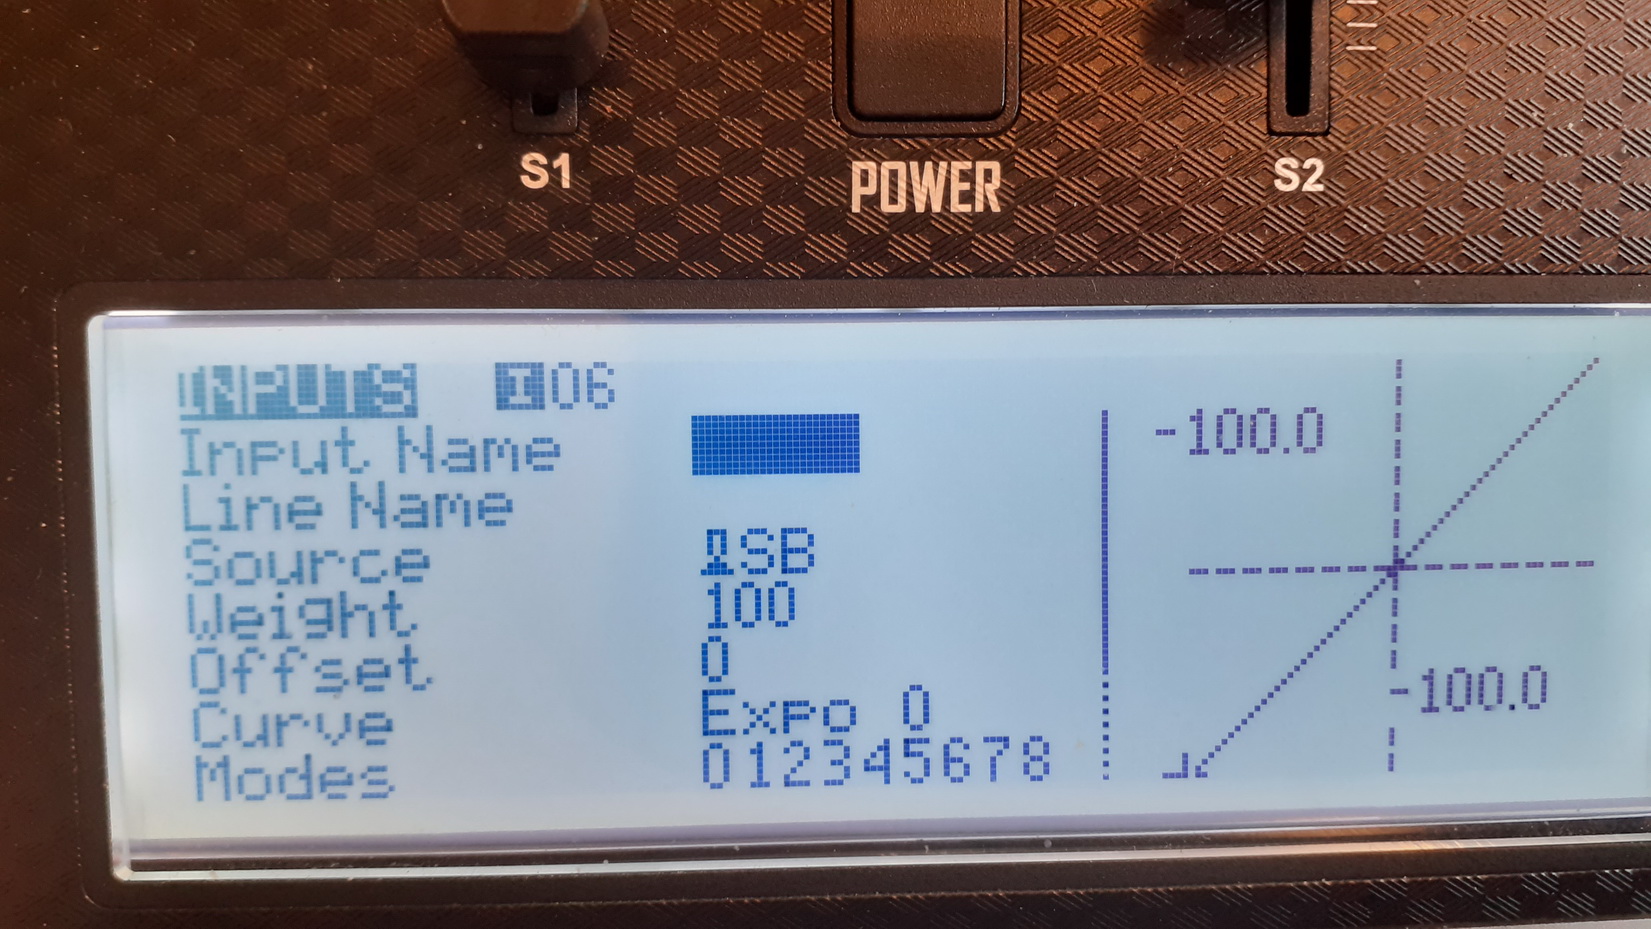 S1 POWER S2
INPUTS I06
Input Name
Line Name
Source SB
Weight 100
Offset 0
Curve Expo 0
Modes 012345678
-100.0
-100.0